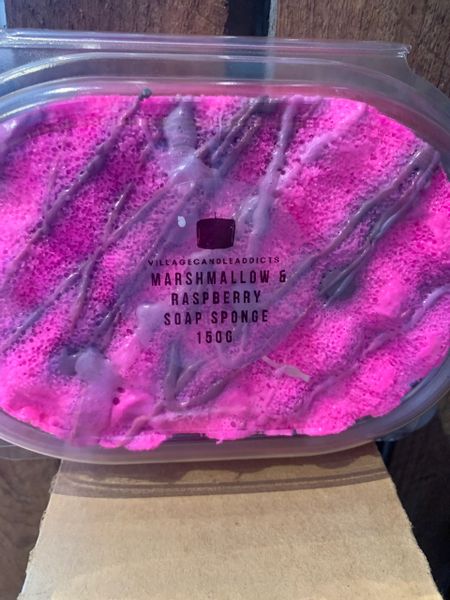 VILLAGECANDLEADDICTS
MARSHMALLOW &
RASPBERRY
SOAP SPONGE
150G